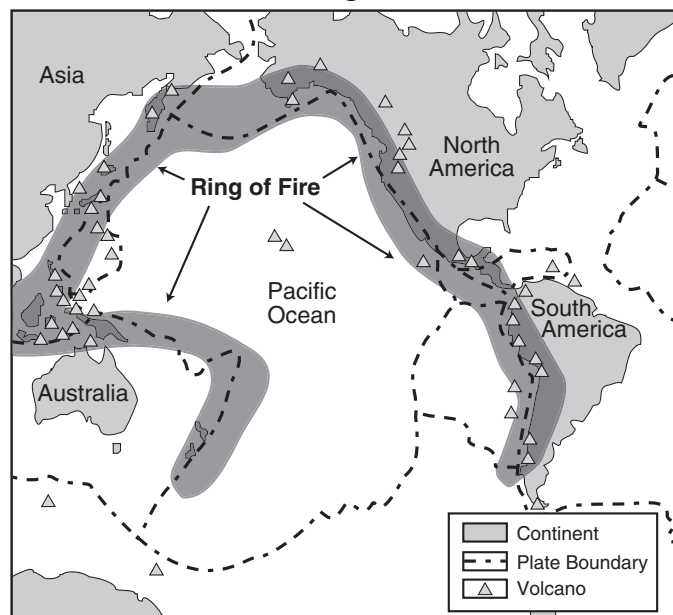 Asia
North
America
Ring of Fire
Pacific
Ocean
South
America
Australia
Continent
Plate Boundary
Volcano